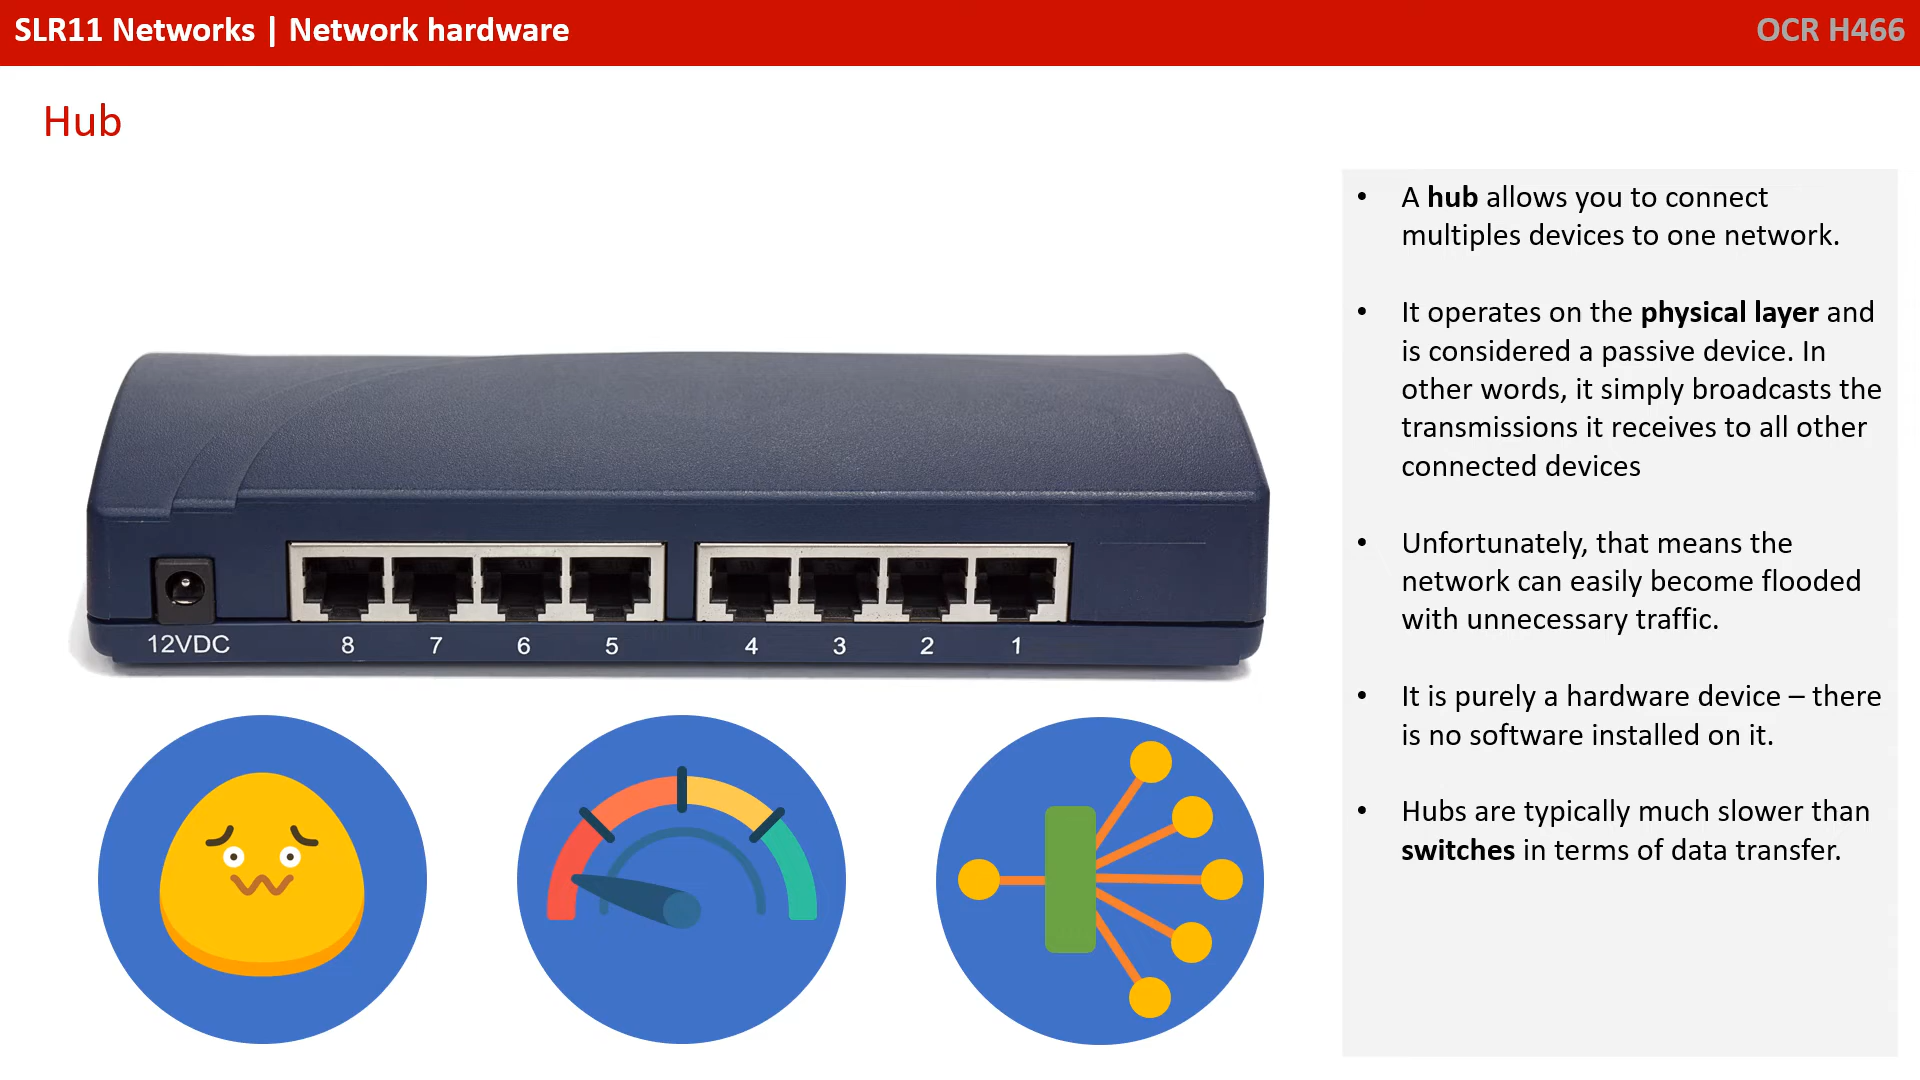 SLR11 Networks | Network hardware
OCR H466
Hub
12VDC
8 7 6 5 4 3 2 1
• A hub allows you to connect
multiples devices to one network.
• It operates on the physical layer and
is considered a passive device. In
other words, it simply broadcasts the
transmissions it receives to all other
connected devices
• Unfortunately, that means the
network can easily become flooded
with unnecessary traffic.
• It is purely a hardware device – there
is no software installed on it.
• Hubs are typically much slower than
switches in terms of data transfer.